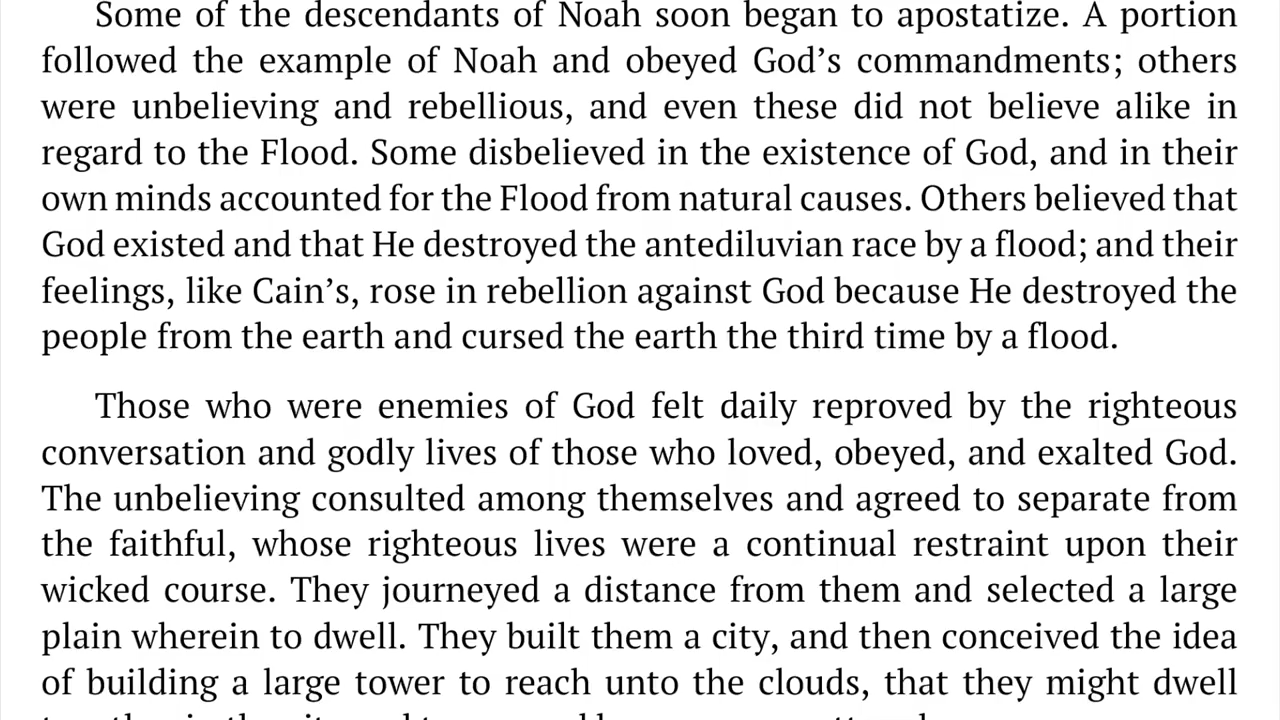 Some of the descendants of Noah soon began to apostatize. A portion
followed the example of Noah and obeyed God’s commandments; others
were unbelieving and rebellious, and even these did not believe alike in
regard to the Flood. Some disbelieved in the existence of God, and in their
own minds accounted for the Flood from natural causes. Others believed that
God existed and that He destroyed the antediluvian race by a flood; and their
feelings, like Cain’s, rose in rebellion against God because He destroyed the
people from the earth and cursed the earth the third time by a flood.
Those who were enemies of God felt daily reproved by the righteous
conversation and godly lives of those who loved, obeyed, and exalted God.
The unbelieving consulted among themselves and agreed to separate from
the faithful, whose righteous lives were a continual restraint upon their
wicked course. They journeyed a distance from them and selected a large
plain wherein to dwell. They built them a city, and then conceived the idea
of building a large tower to reach unto the clouds, that they might dwell